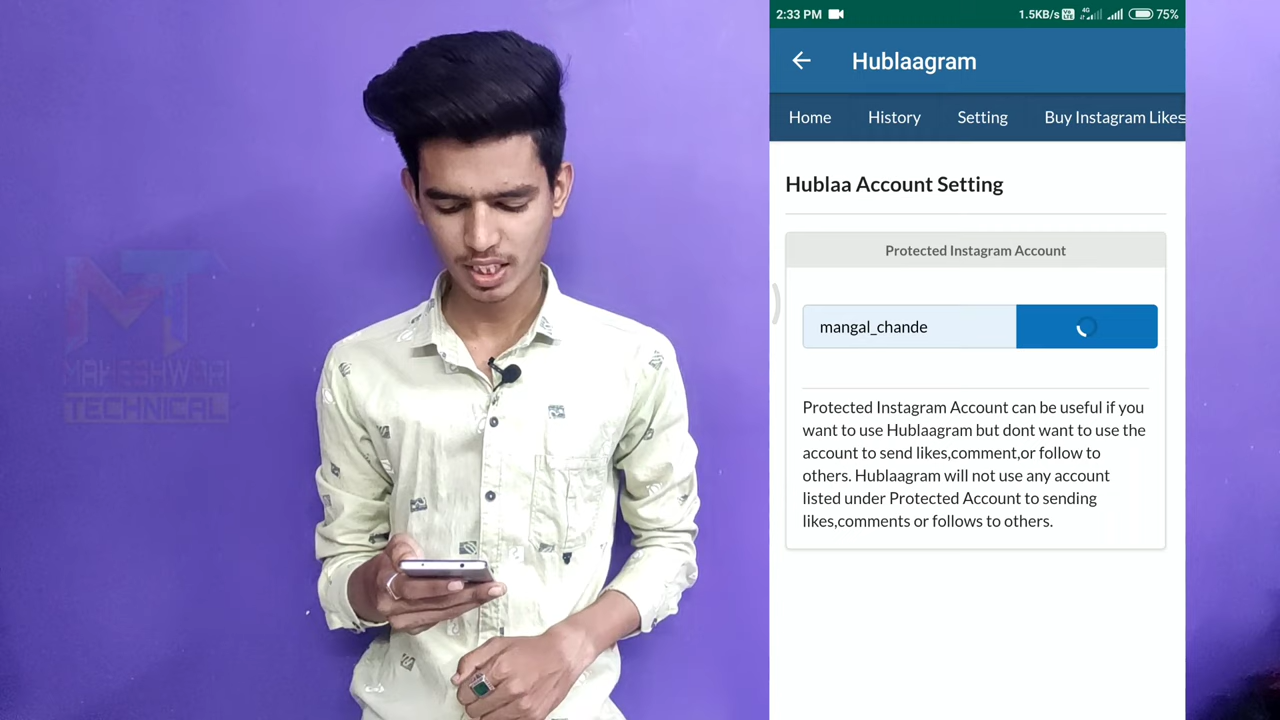 2:33 PM
1.5KB/s
4G
75%
Hublaagram
Home
History
Setting
Buy Instagram Likes
Hublaa Account Setting
Protected Instagram Account
mangal_chande
Protected Instagram Account can be useful if you
want to use Hublaagram but dont want to use the
account to send likes,comment,or follow to
others. Hublaagram will not use any account
listed under Protected Account to sending
likes,comments or follows to others.
MT
MAHESHWARI
TECHNICAL